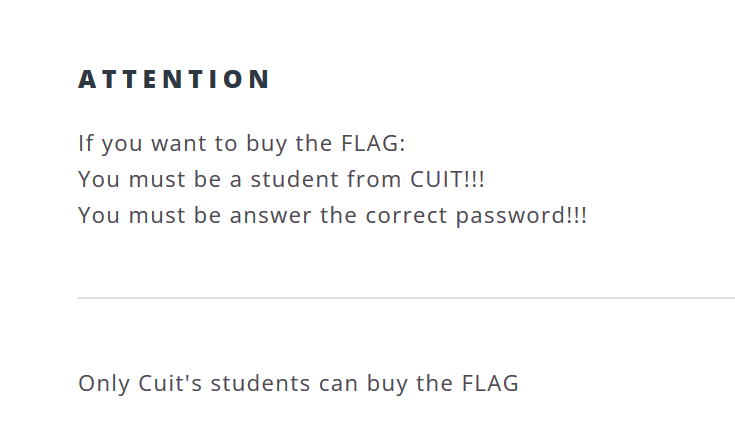 ATTENTION
If you want to buy the FLAG:
You must be a student from CUIT!!!
You must be answer the correct password!!!
Only Cuit's students can buy the FLAG